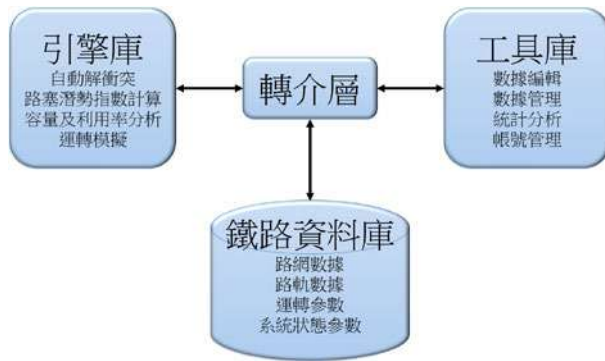 引擎庫
自動解衝突
路塞潛勢指數計算
容量及利用率分析
運轉模擬
轉介層
工具庫
數據編輯
數據管理
統計分析
帳號管理
鐵路資料庫
路網數據
路軌數據
運轉參數
系統狀態參數